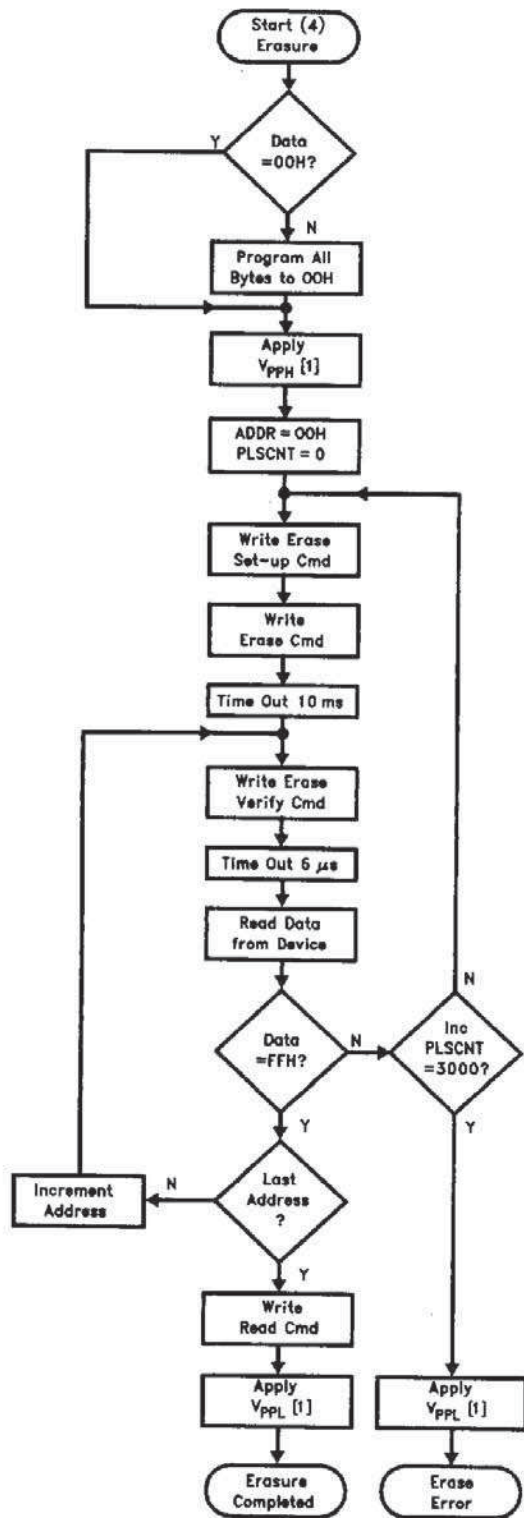 Start (4)
Erasure
Y
Data
=00H?
N
Program All
Bytes to 00H
Apply
VPPH [1]
ADDR = 00H
PLSCNT = 0
Write Erase
Set-up Cmd
Write
Erase Cmd
Time Out 10 ms
Write Erase
Verify Cmd
Time Out 6 μs
Read Data
from Device
Data
=FFH?
N
Y
Inc
PLSCNT
=3000?
N
Y
Last
Address
?
N
Increment
Address
Y
Write
Read Cmd
Apply
VPPL [1]
Apply
VPPL [1]
Erasure
Completed
Erase
Error